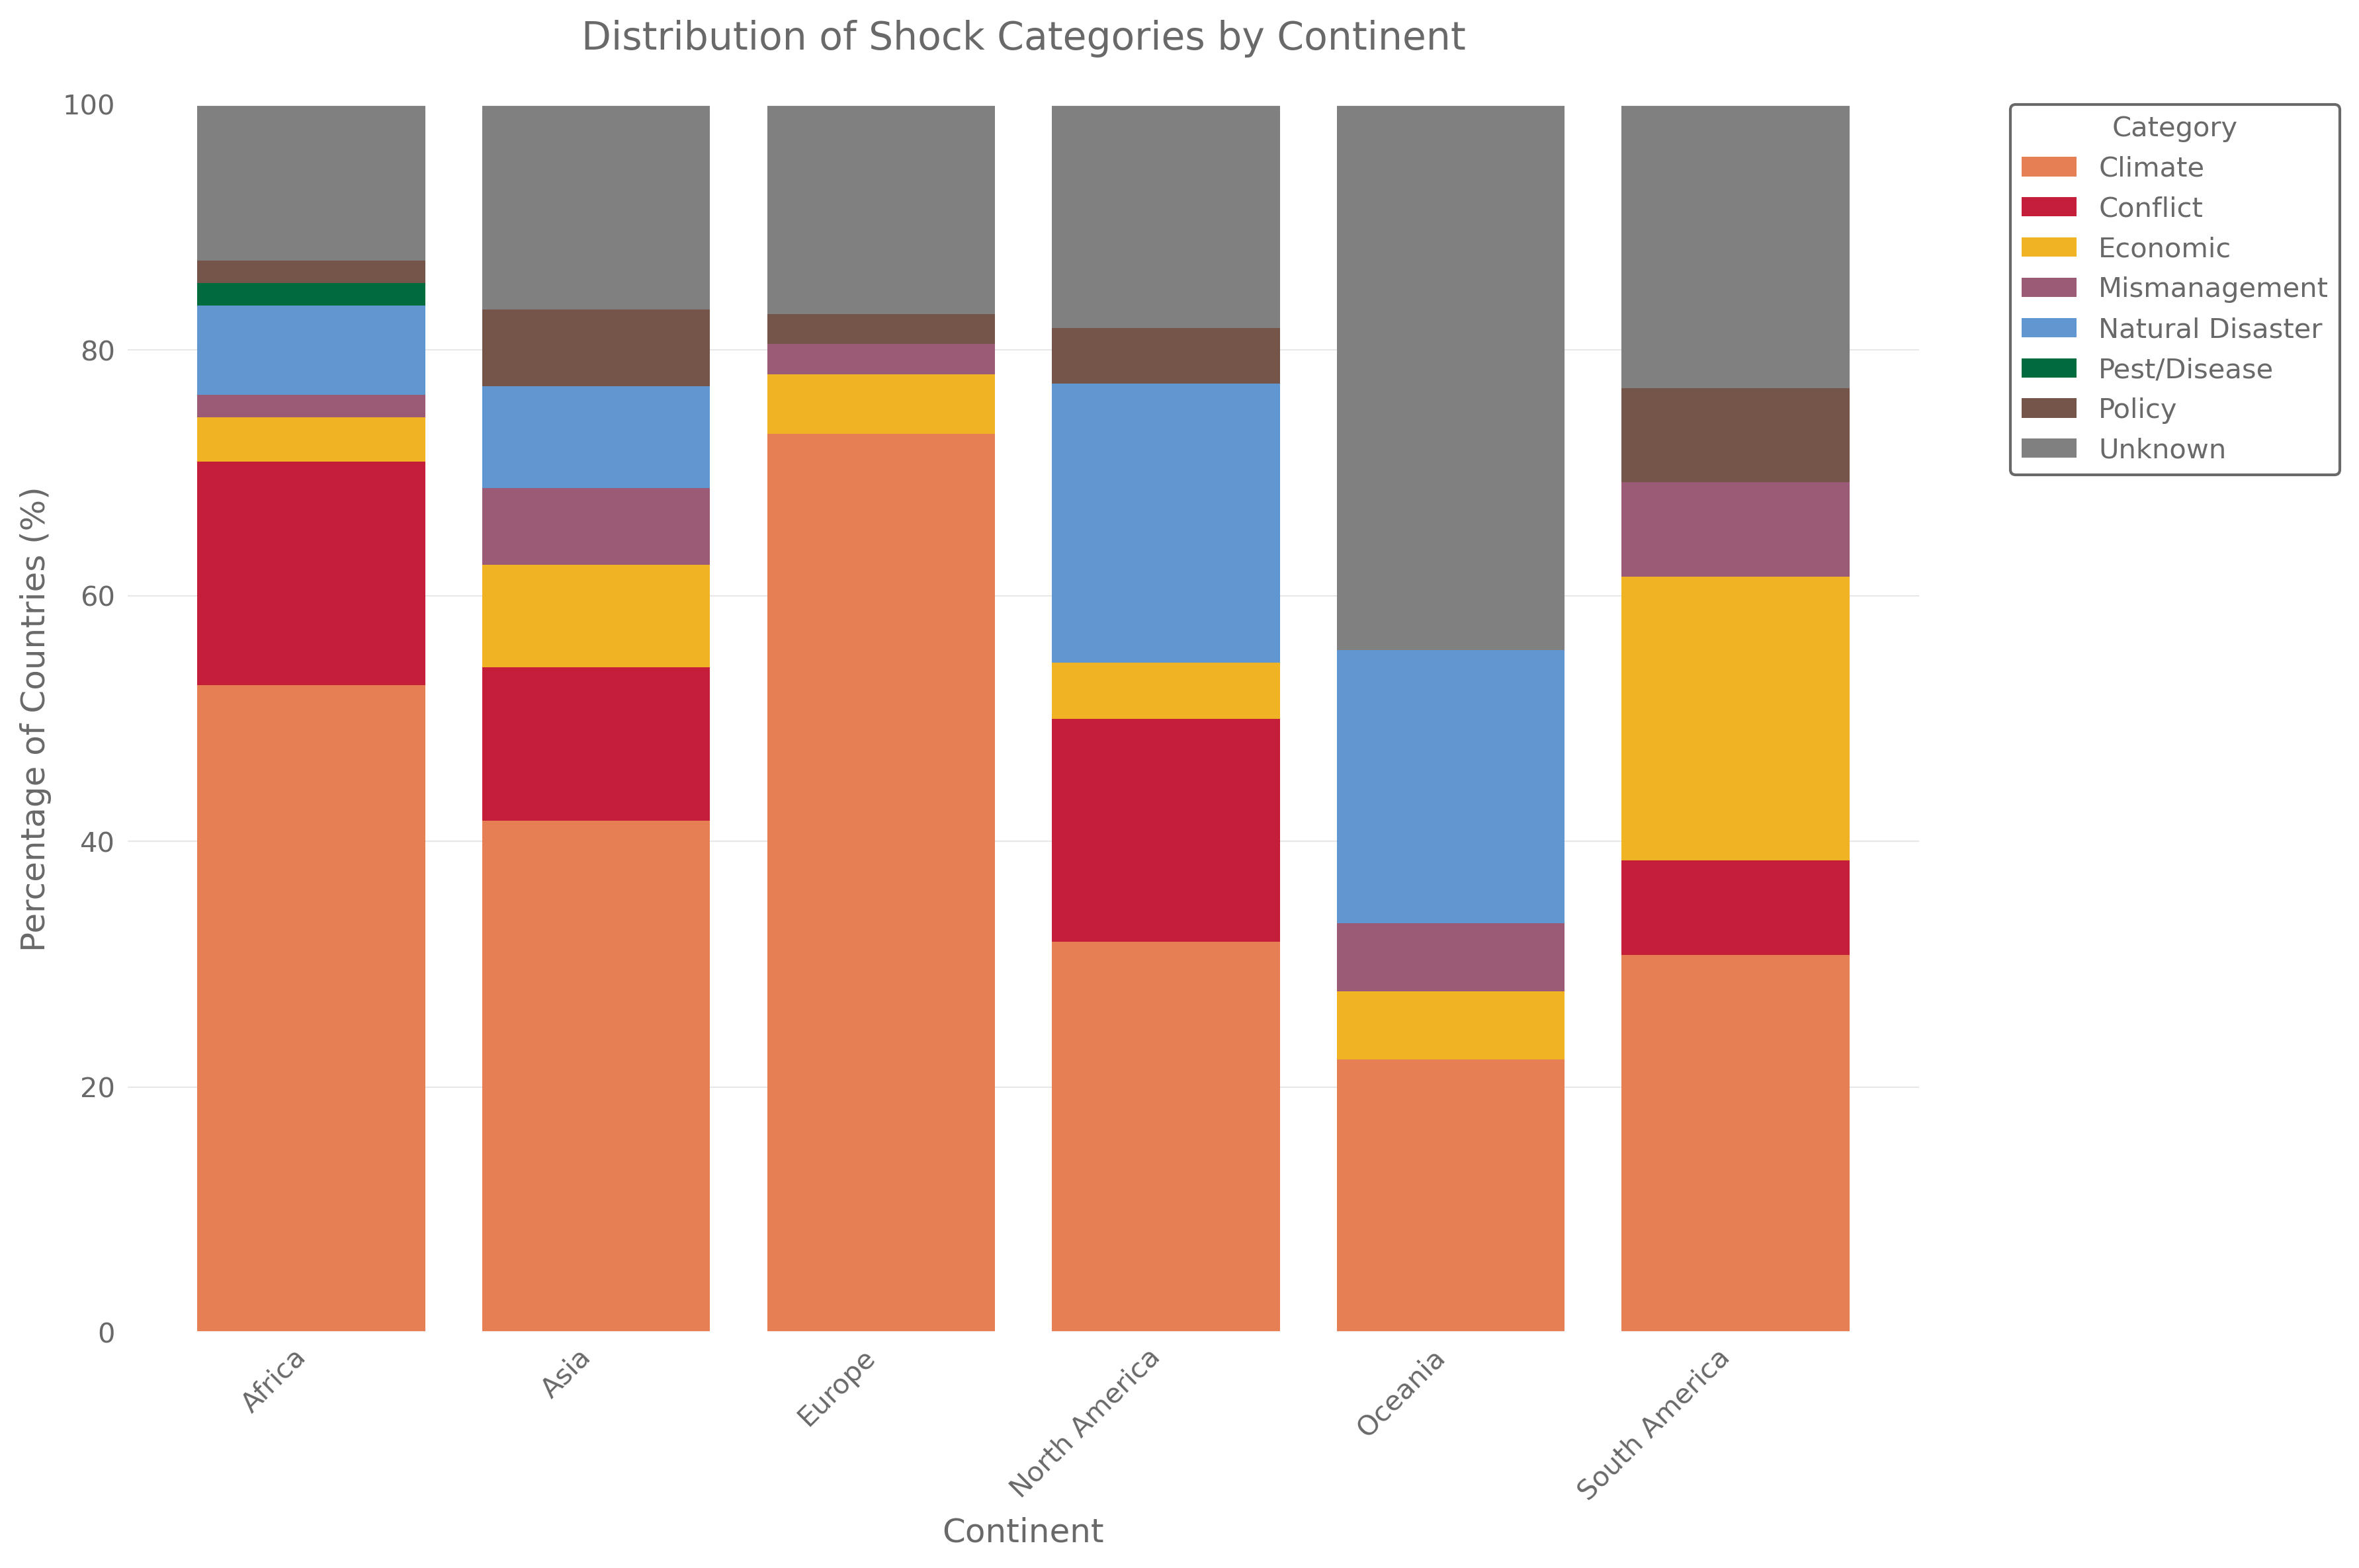 Distribution of Shock Categories by Continent
Percentage of Countries (%)
100
80
60
40
20
0
Africa
Asia
Europe
North America
Oceania
South America
Continent
Category
Climate
Conflict
Economic
Mismanagement
Natural Disaster
Pest/Disease
Policy
Unknown